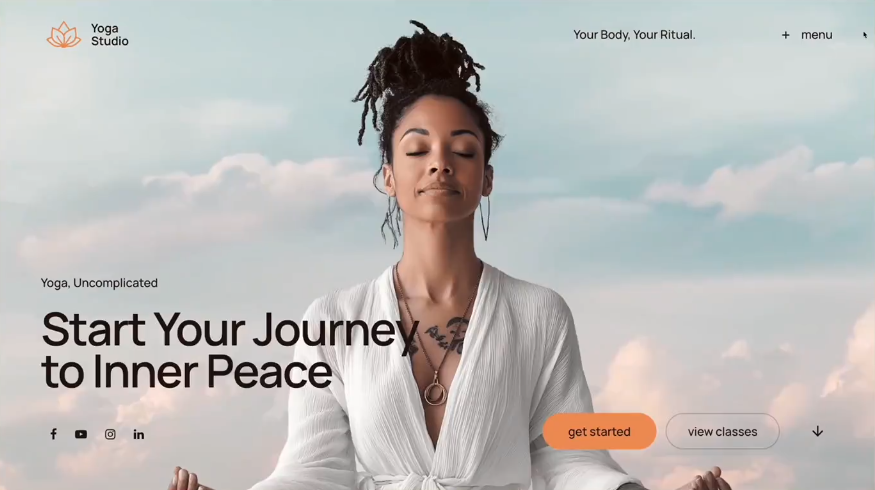 Yoga
Studio
Your Body, Your Ritual.
+ menu
Yoga, Uncomplicated
Start Your Journey
to Inner Peace
get started
view classes